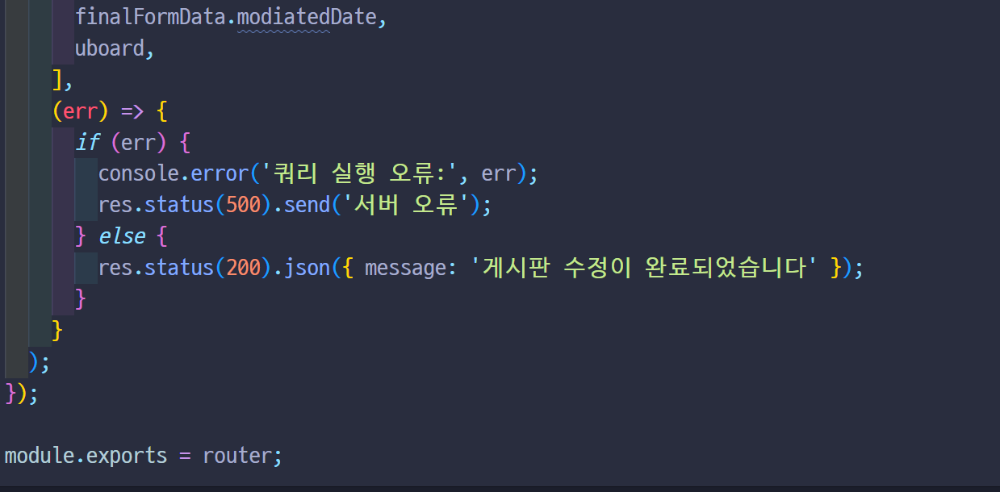 finalFormData.modiatedDate,
uboard,
],
(err) => {
if (err) {
console.error('쿼리 실행 오류:', err);
res.status(500).send('서버 오류');
} else {
res.status(200).json({ message: '게시판 수정이 완료되었습니다' });
}
}
);
});
module.exports = router;